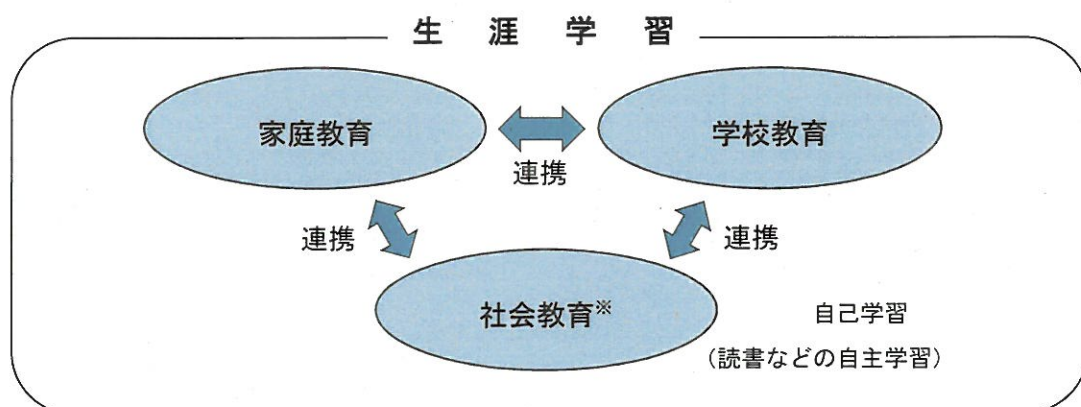 生涯学習
家庭教育
学校教育
連携
連携
連携
社会教育※
自己学習
（読書などの自主学習）